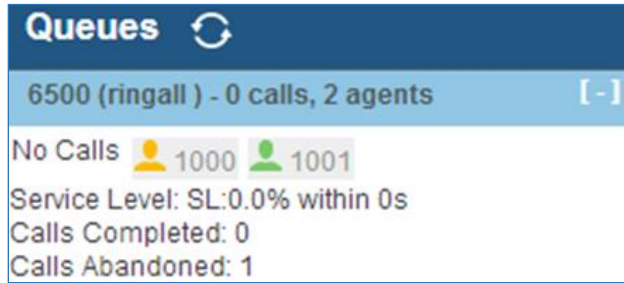 Queues
6500 (ringall ) - 0 calls, 2 agents [-]
No Calls 1000 1001
Service Level: SL:0.0% within 0s
Calls Completed: 0
Calls Abandoned: 1